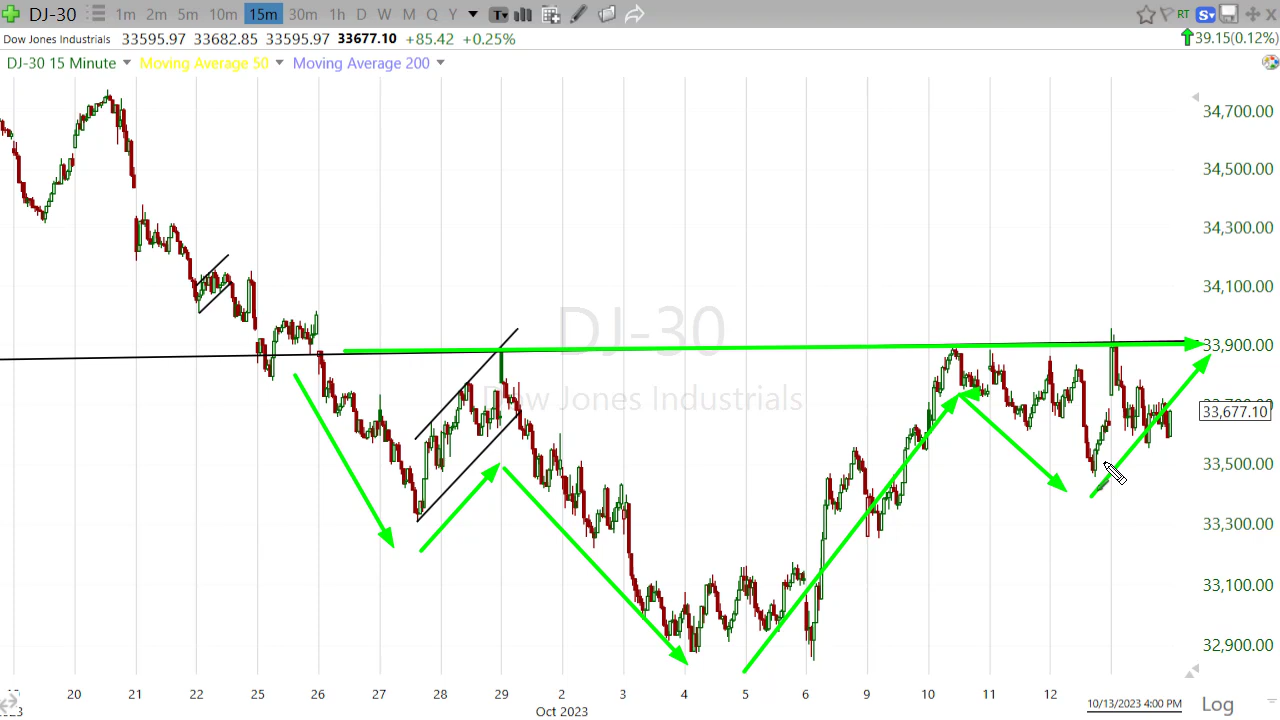 DJ-30 1m 2m 5m 10m 15m 30m 1h D W M Q Y T RT S
Dow Jones Industrials 33595.97 33682.85 33595.97 33677.10 +85.42 +0.25% 39.15(0.12%)
DJ-30 15 Minute Moving Average 50 Moving Average 200
34,700.00
34,500.00
34,300.00
34,100.00
DJ-30
33,900.00
Dow Jones Industrials
33,677.10
33,500.00
33,300.00
33,100.00
32,900.00
20 21 22 25 26 27 28 29 2 3 4 5 6 9 10 11 12
Oct 2023 10/13/2023 4:00 PM Log